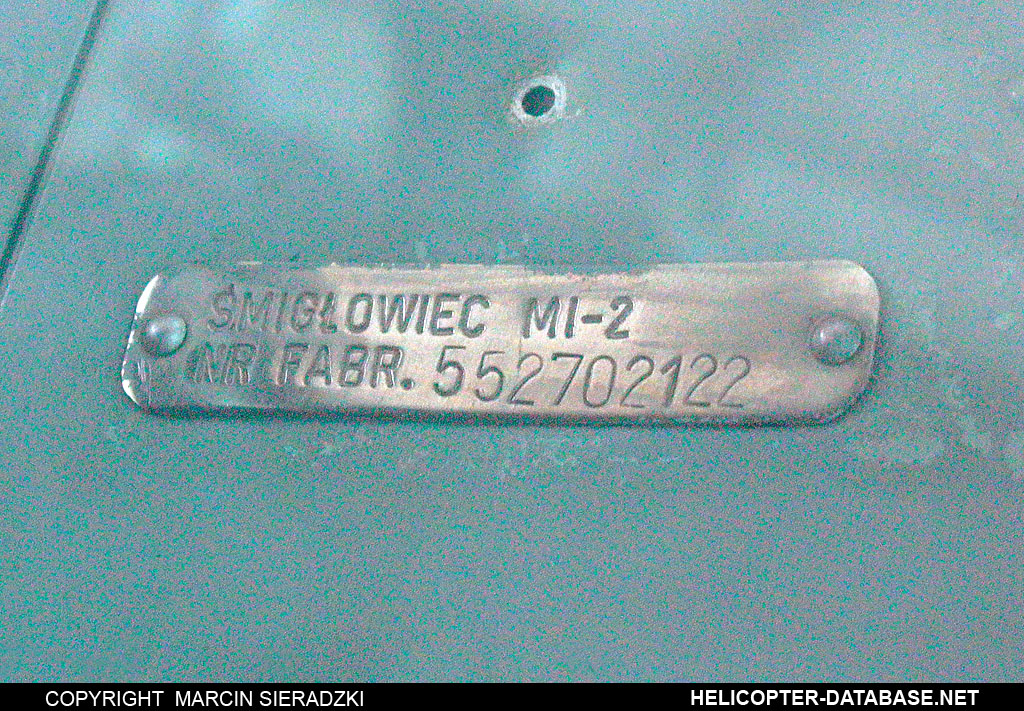 ŚMIGŁOWIEC MI-2
NR FABR. 552702122
COPYRIGHT MARCIN SIERADZKI
HELICOPTER-DATABASE.NET